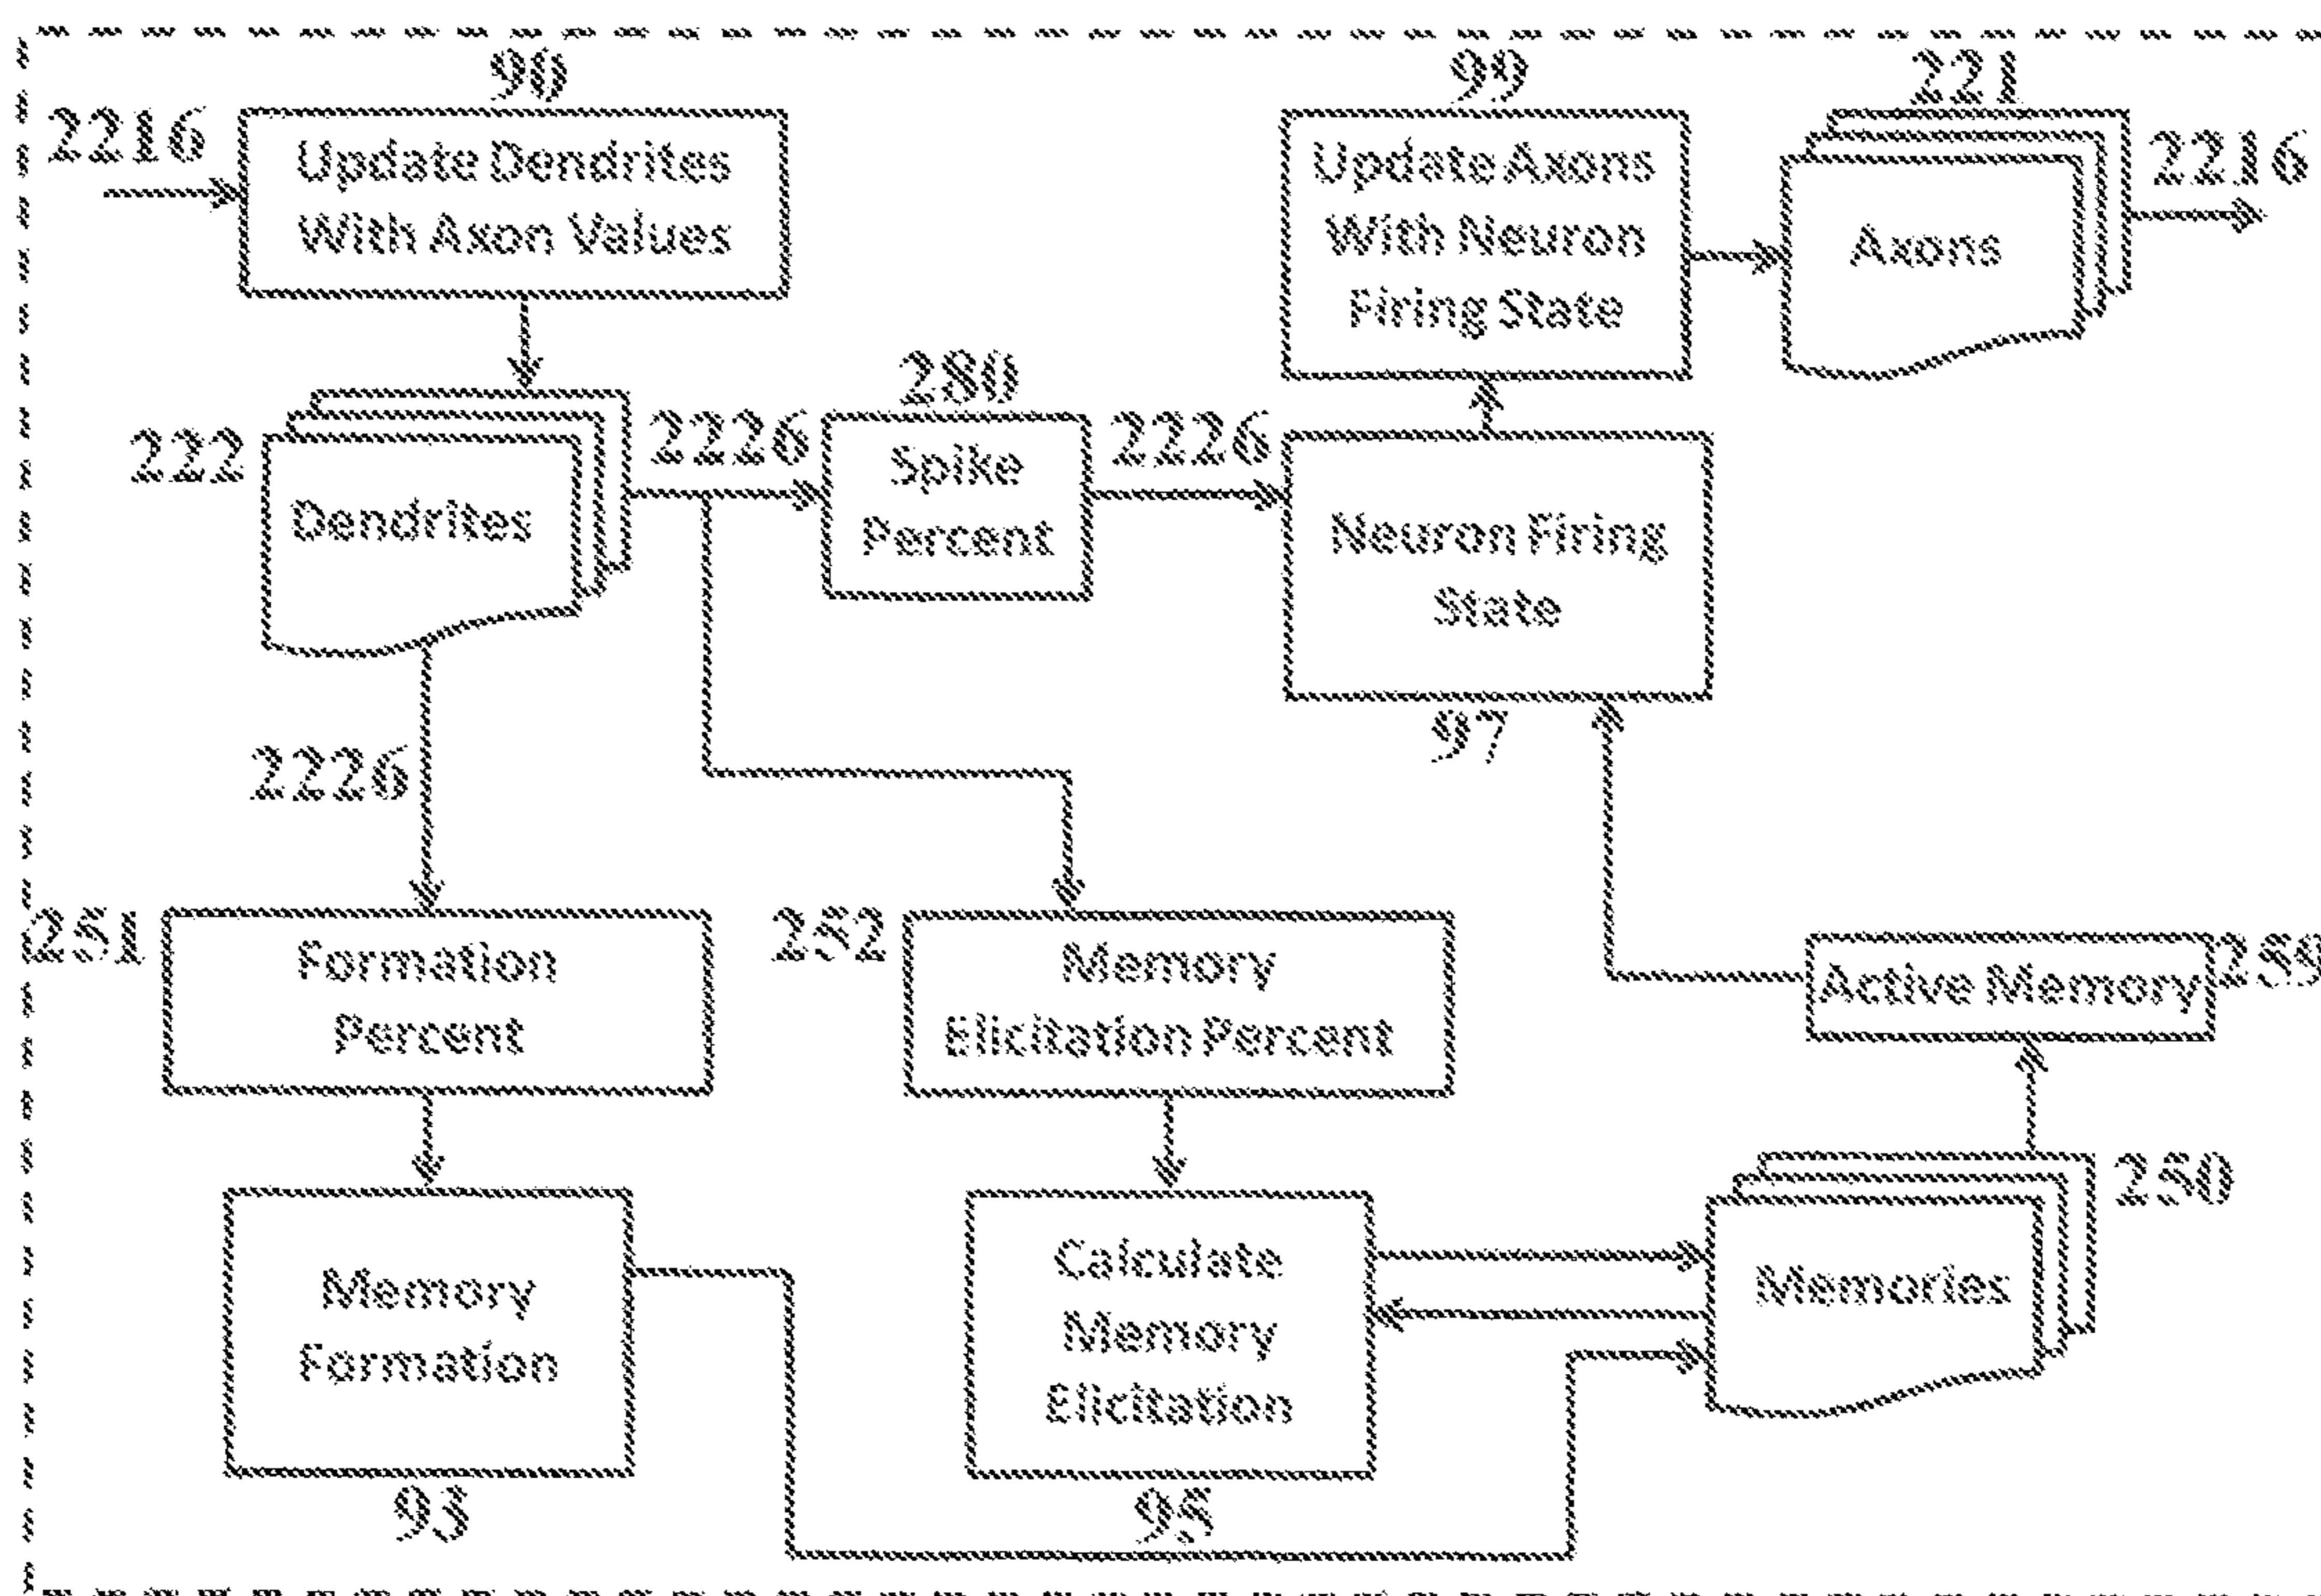 90
2216
Update Dendrites
With Axon Values
99
Update Axons
With Neuron
Firing State
221
Axons
2216
222
Dendrites
2226
280
Spike
Percent
2226
Neuron Firing
State
97
2226
251
Formation
Percent
252
Memory
Elicitation Percent
Active Memory
259
Memory
Formation
93
Calculate
Memory
Elicitation
95
Memories
250